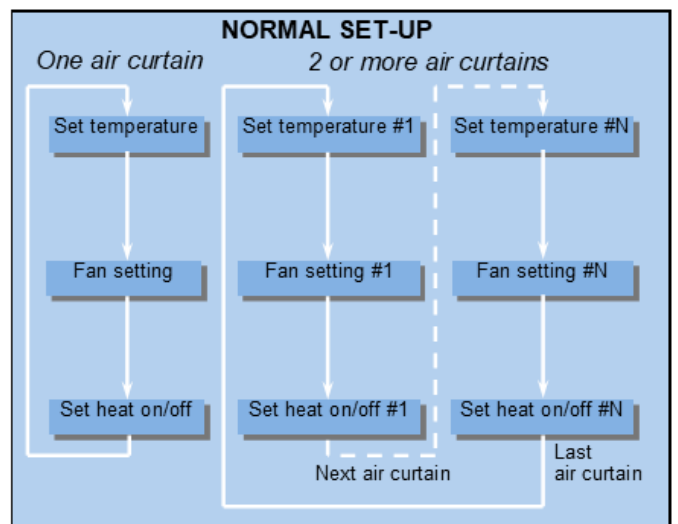 NORMAL SET-UP
One air curtain
2 or more air curtains
Set temperature
Set temperature #1
Set temperature #N
Fan setting
Fan setting #1
Fan setting #N
Set heat on/off
Set heat on/off #1
Set heat on/off #N
Next air curtain
Last
air curtain